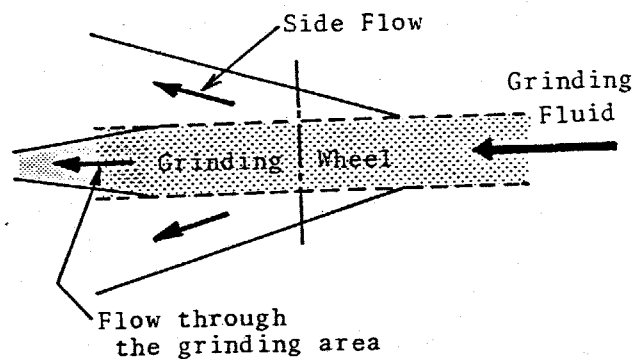 Side Flow
Grinding
Fluid
Grinding Wheel
Flow through
the grinding area